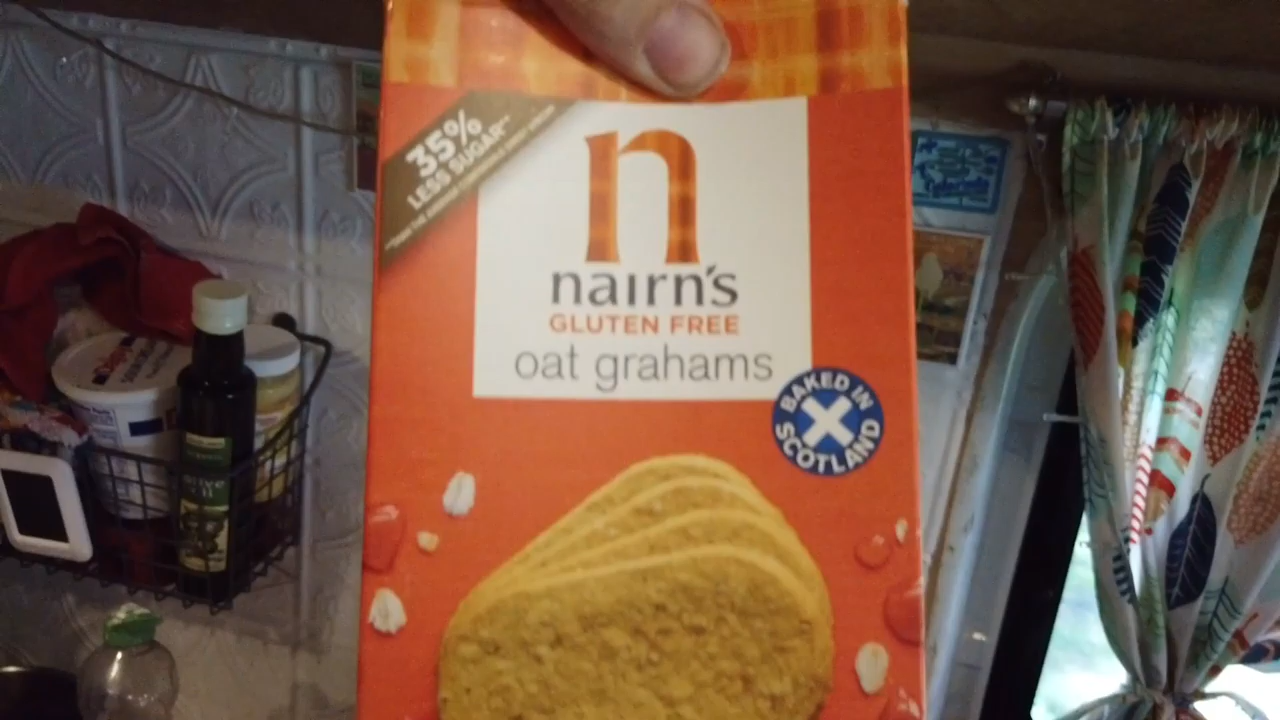 35%
LESS SUGAR**
n
nairn's
GLUTEN FREE
oat grahams
BAKED IN
SCOTLAND